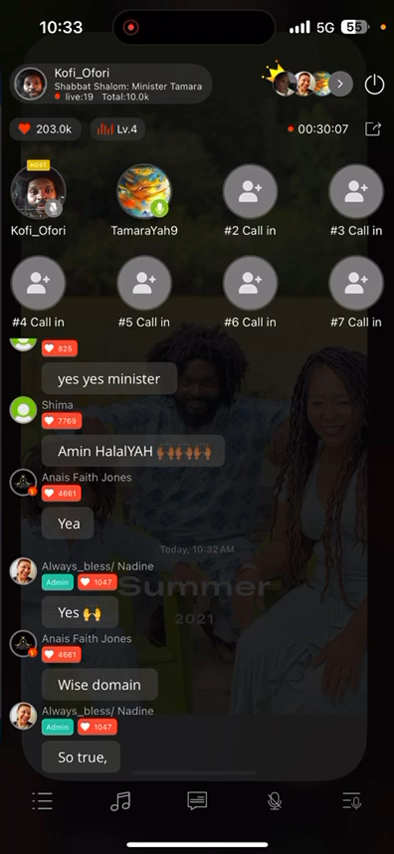 10:33
5G
55
Kofi_Ofori
Shabbat Shalom: Minister Tamara
live:19 Total:10.0k
203.0k
Lv.4
00:30:07
HOST
Kofi_Ofori
TamaraYah9
#2 Call in
#3 Call in
#4 Call in
#5 Call in
#6 Call in
#7 Call in
825
yes yes minister
Shima
7769
Amin HalalYAH 🙌🏾🙌🏾🙌🏾
Anais Faith Jones
4661
Yea
Today, 10:32 AM
Always_bless/ Nadine
Admin 1047
Summer
Yes 🙌
2021
Anais Faith Jones
4661
Wise domain
Always_bless/ Nadine
Admin 1047
So true,